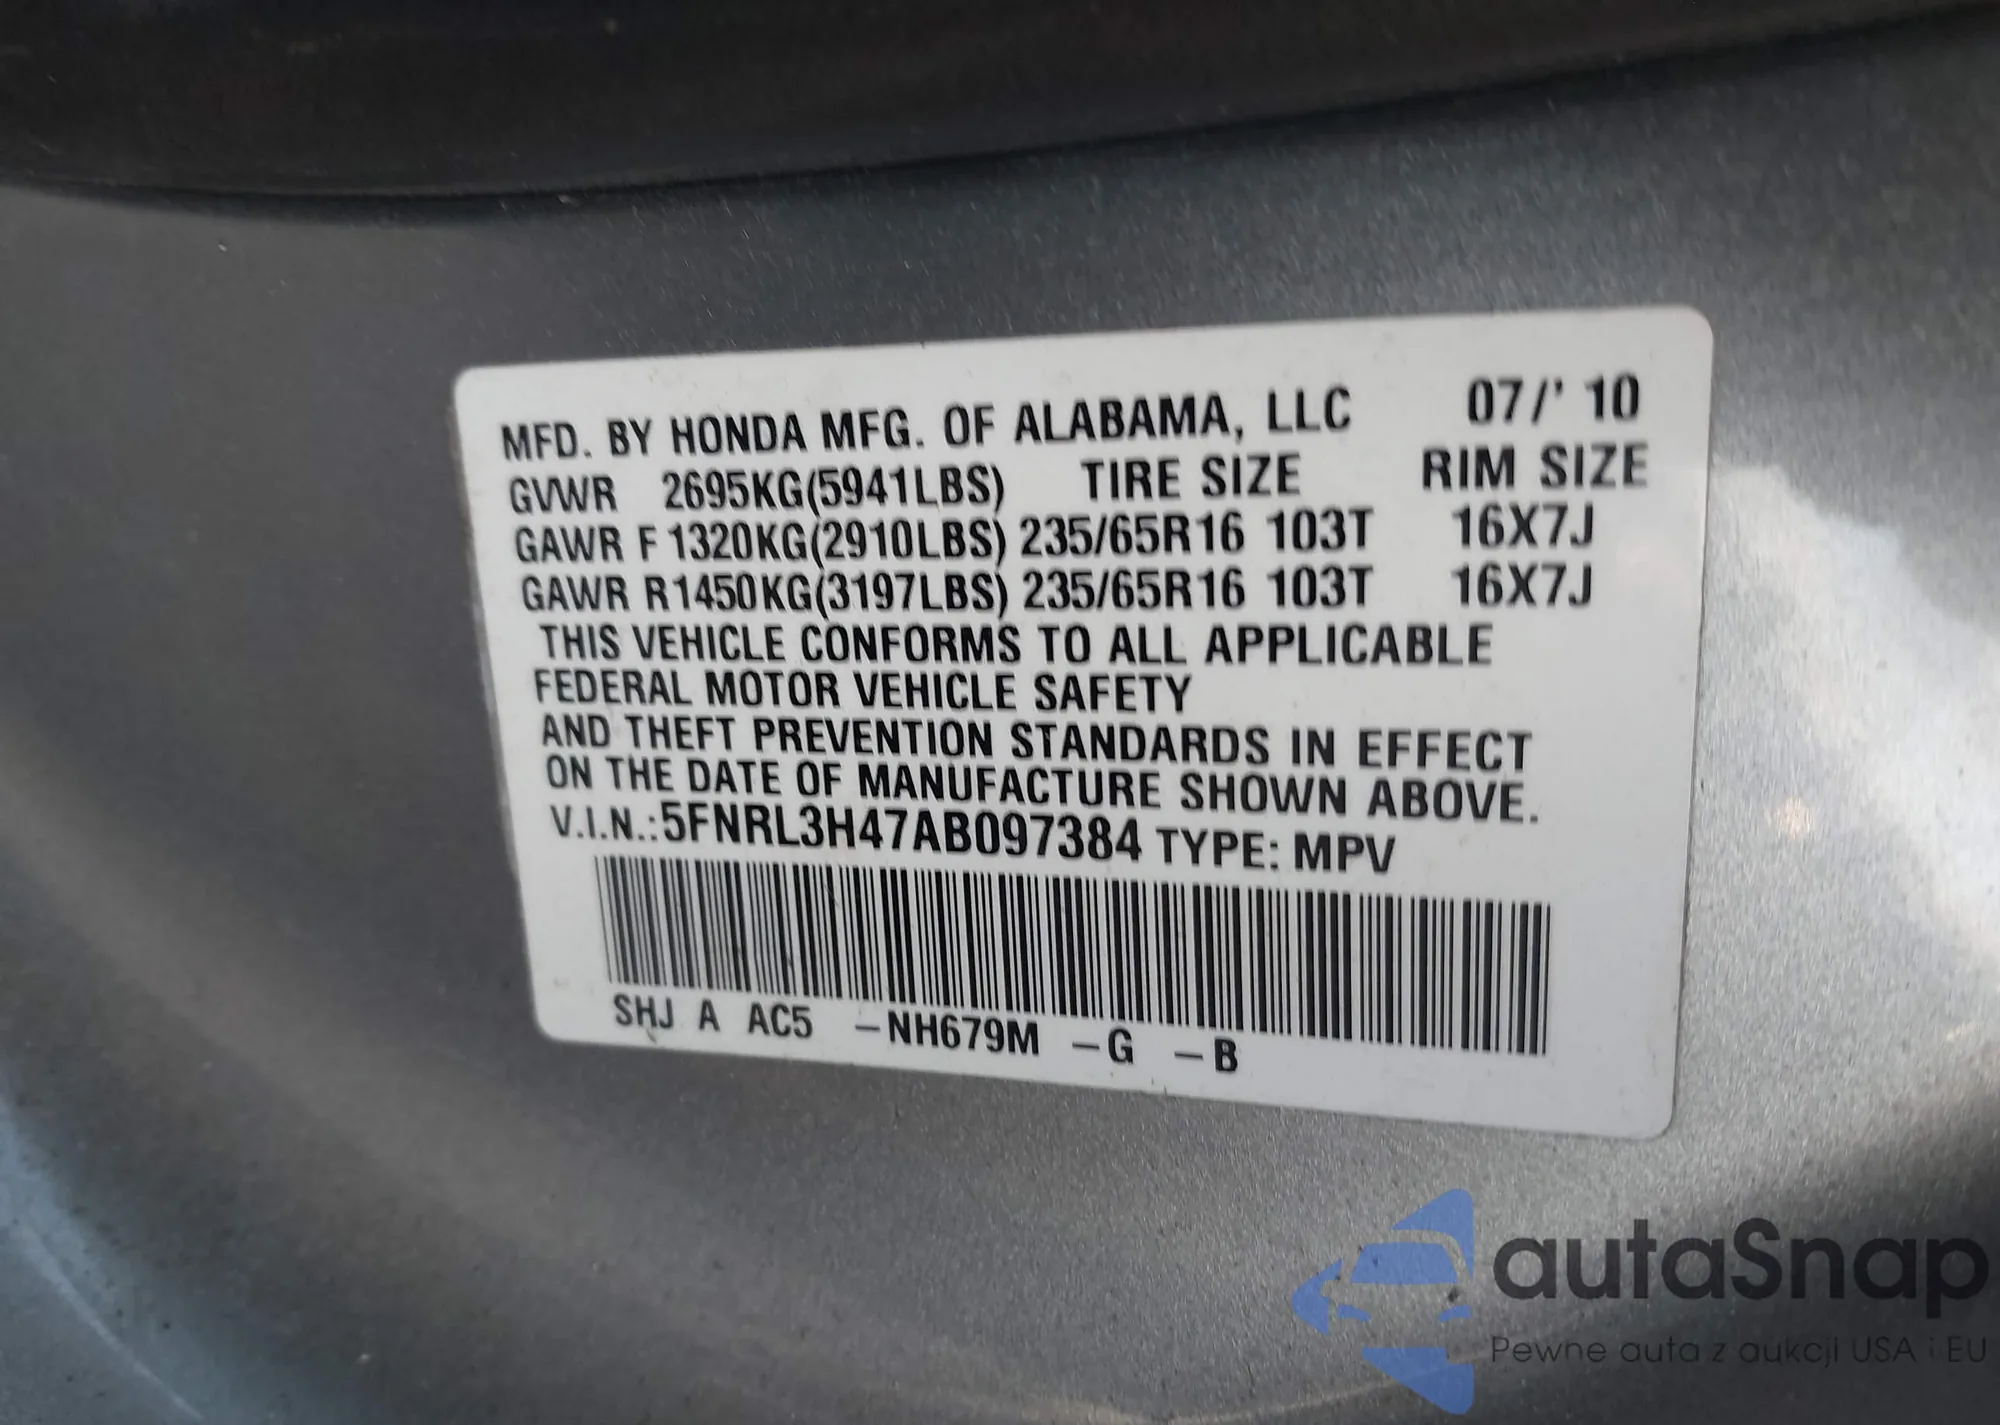 MFD. BY HONDA MFG. OF ALABAMA, LLC 07/' 10
GVWR 2695KG(5941LBS) TIRE SIZE RIM SIZE
GAWR F 1320KG(2910LBS) 235/65R16 103T 16X7J
GAWR R1450KG(3197LBS) 235/65R16 103T 16X7J
THIS VEHICLE CONFORMS TO ALL APPLICABLE
FEDERAL MOTOR VEHICLE SAFETY
AND THEFT PREVENTION STANDARDS IN EFFECT
ON THE DATE OF MANUFACTURE SHOWN ABOVE.
V.I.N.:5FNRL3H47AB097384 TYPE: MPV
SHJ A AC5 –NH679M –G –B
autaSnap
Pewne auta z aukcji USA i EU